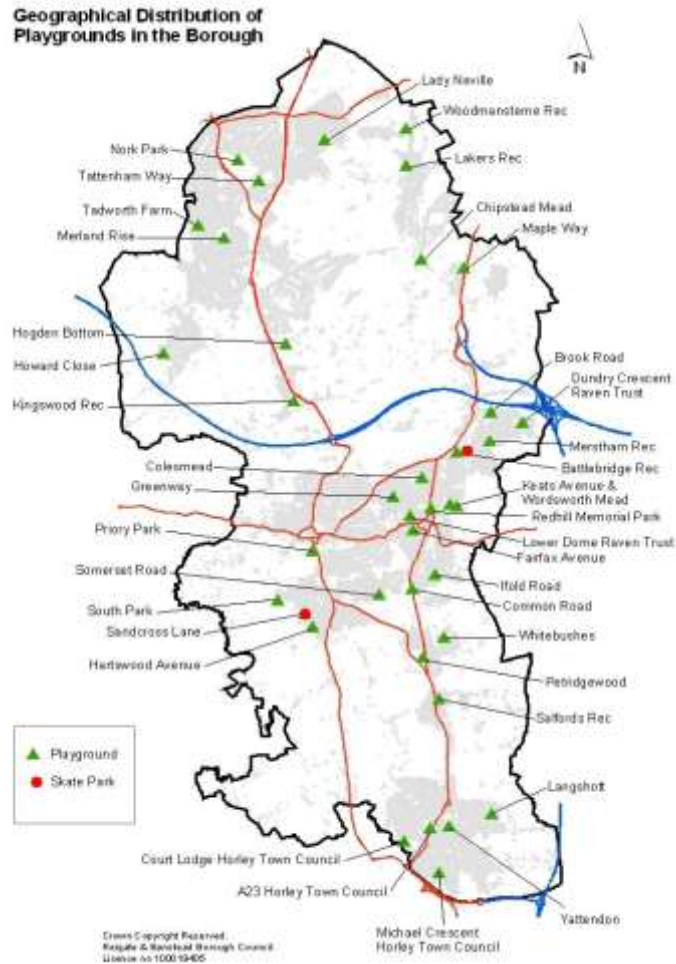 Geographical Distribution of
Playgrounds in the Borough
N
Lady Neville
Woodmansterne Rec
Nork Park
Lakers Rec
Tattenham Way
Chipstead Mead
Tadworth Farm
Maple Way
Merland Rise
Hogden Bottom
Brook Road
Howard Close
Dundry Crescent
Raven Trust
Kingswood Rec
Merstham Rec
Battlebridge Rec
Colesmead
Keats Avenue &
Wordsworth Mead
Greenway
Redhill Memorial Park
Priory Park
Lower Dome Raven Trust
Fairfax Avenue
Somerset Road
Ifold Road
South Park
Common Road
Sandcross Lane
Whitebushes
Hartswood Avenue
Petridgewood
Salfords Rec
Playground
Skate Park
Langshott
Court Lodge Horley Town Council
A23 Horley Town Council
Yattendon
Michael Crescent
Horley Town Council
Crown Copyright Reserved.
Reigate & Banstead Borough Council
Licence no 100019405